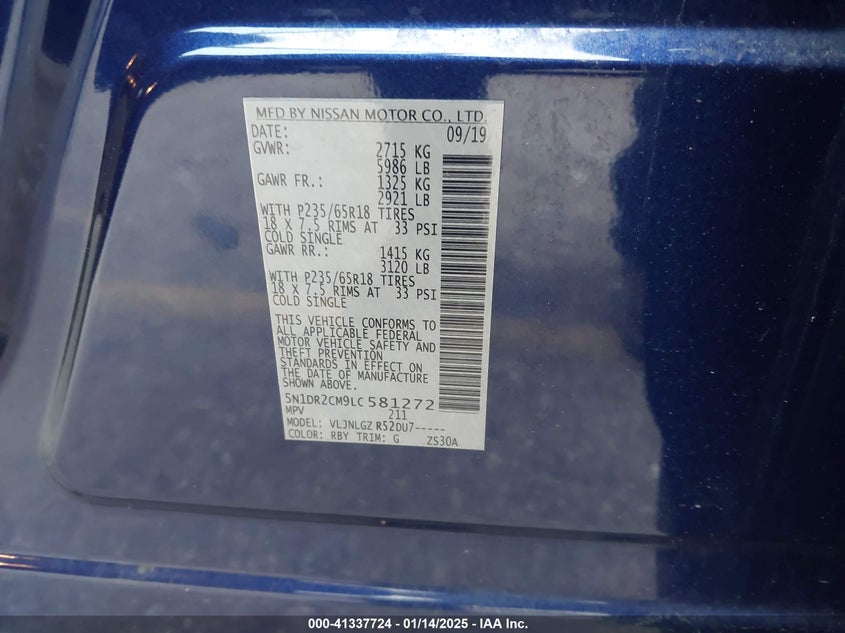 MFD BY NISSAN MOTOR CO., LTD.
DATE: 09/19
GVWR: 2715 KG
5986 LB
GAWR FR.: 1325 KG
2921 LB
WITH P235/65R18 TIRES
18 X 7.5 RIMS AT 33 PSI
COLD SINGLE
GAWR RR.: 1415 KG
3120 LB
WITH P235/65R18 TIRES
18 X 7.5 RIMS AT 33 PSI
COLD SINGLE
THIS VEHICLE CONFORMS TO
ALL APPLICABLE FEDERAL
MOTOR VEHICLE SAFETY AND
THEFT PREVENTION
STANDARDS IN EFFECT ON
THE DATE OF MANUFACTURE
SHOWN ABOVE.
5N1DR2CM9LC581272
MPV 211
MODEL: VLJNLGZ R52DU7-----
COLOR: RBY TRIM: G ZS30A
000-41337724 - 01/14/2025 - IAA Inc.